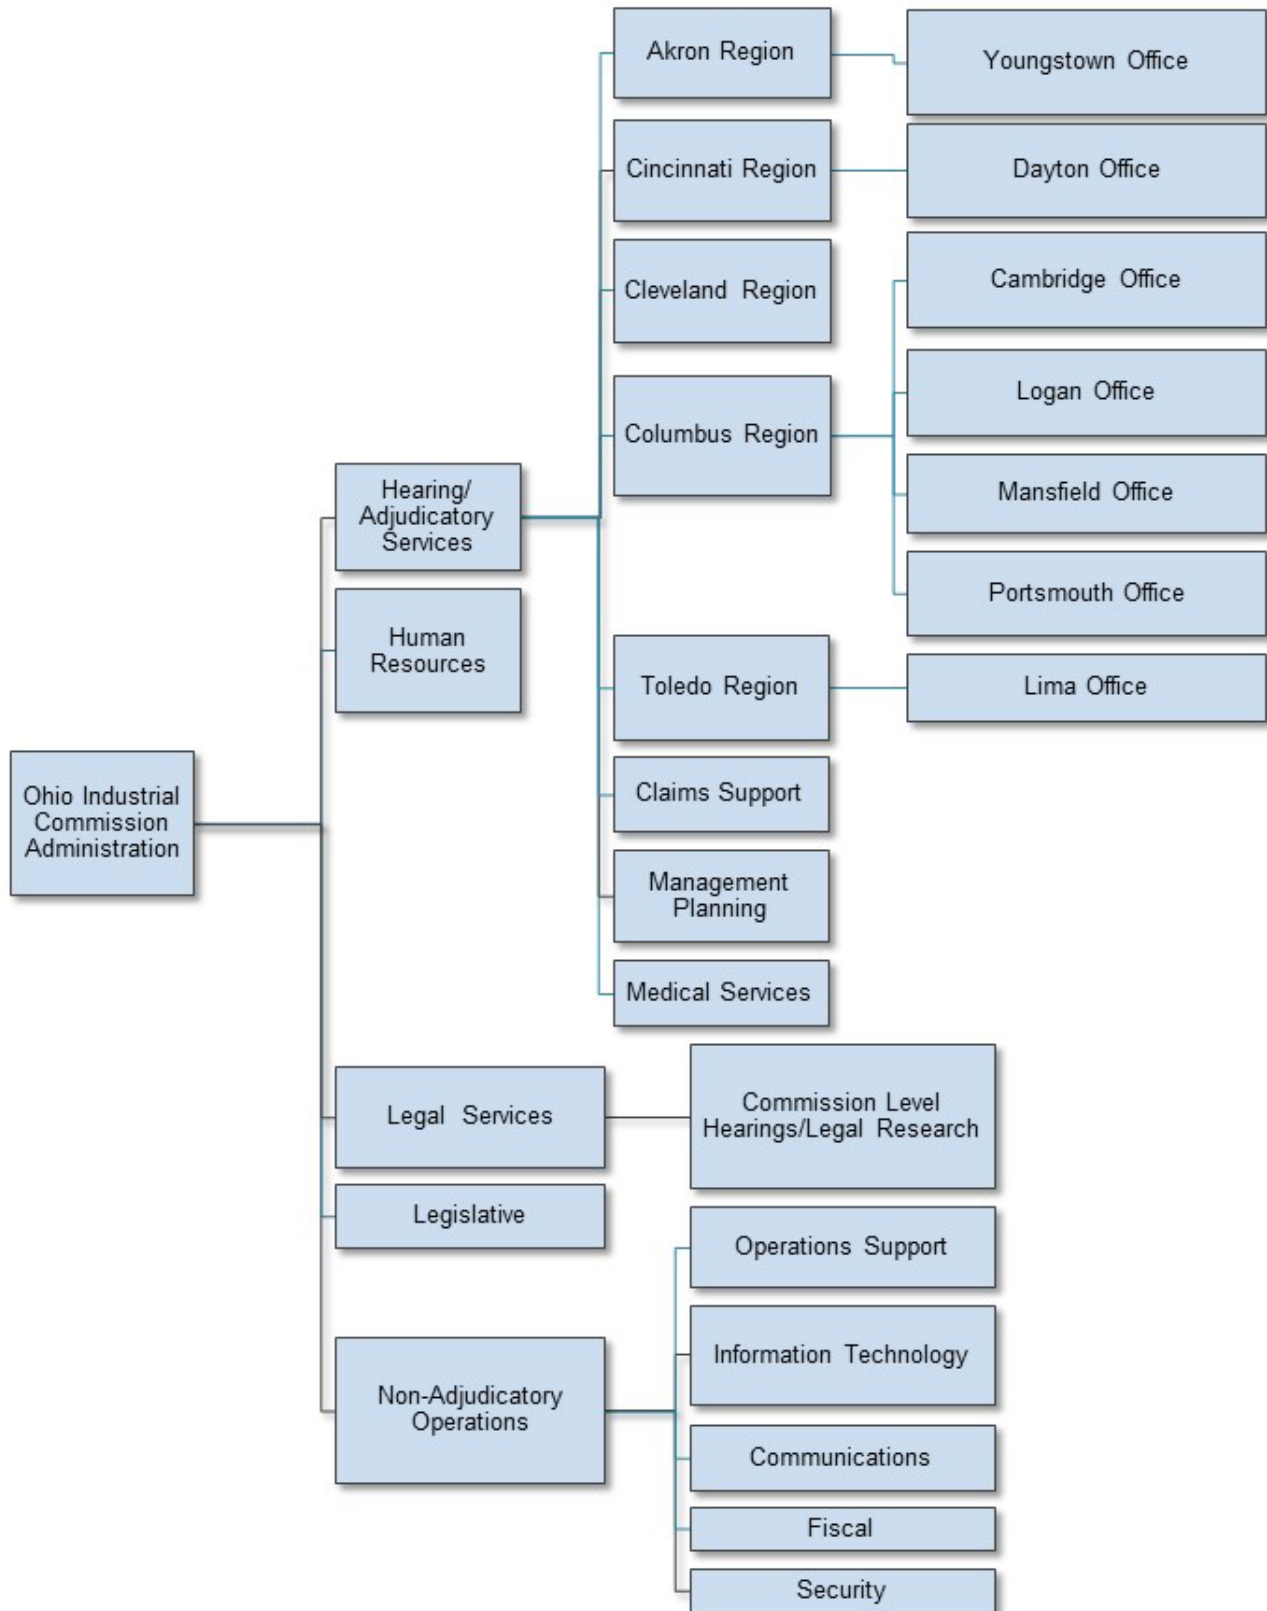 Akron Region
Youngstown Office
Cincinnati Region
Dayton Office
Cleveland Region
Cambridge Office
Logan Office
Columbus Region
Mansfield Office
Portsmouth Office
Hearing/
Adjudicatory
Services
Human
Resources
Toledo Region
Lima Office
Ohio Industrial
Commission
Administration
Claims Support
Management
Planning
Medical Services
Legal Services
Commission Level
Hearings/Legal Research
Legislative
Operations Support
Information Technology
Non-Adjudicatory
Operations
Communications
Fiscal
Security